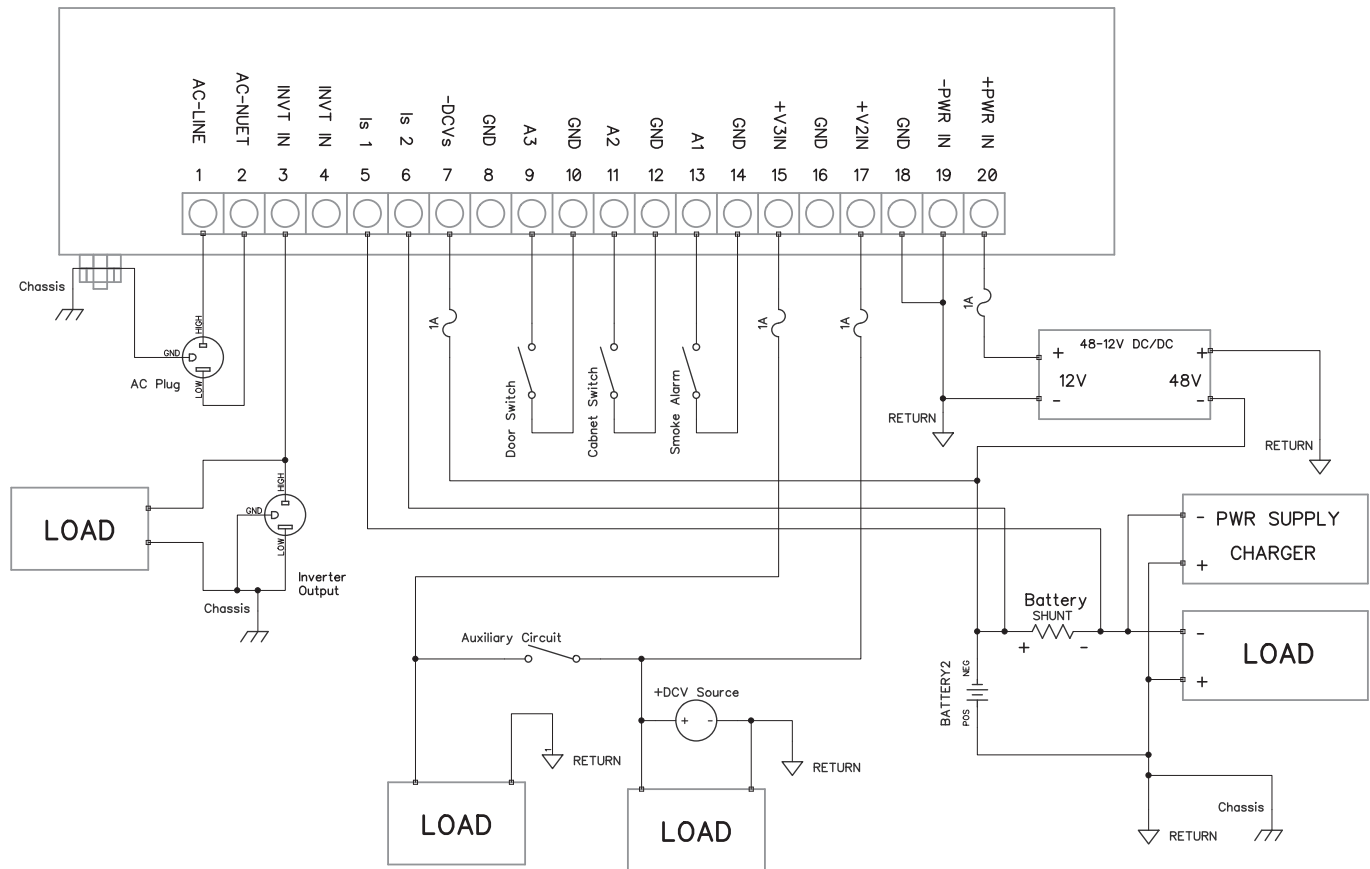 AC-LINE
AC-NUET
INVT IN
INVT IN
Is 1
Is 2
-DCVs
GND
A3
GND
A2
GND
A1
GND
+V3IN
GND
+V2IN
GND
-PWR IN
+PWR IN
1 2 3 4 5 6 7 8 9 10 11 12 13 14 15 16 17 18 19 20
Chassis
HIGH
GND
LOW
AC Plug
1A
1A
1A
1A
Door Switch
Cabnet Switch
Smoke Alarm
48-12V DC/DC
+ +
12V 48V
- -
RETURN
RETURN
LOAD
HIGH
GND
LOW
Inverter
Output
Chassis
- PWR SUPPLY
CHARGER
+
Battery
SHUNT
+ -
-
LOAD
+
Auxiliary Circuit
BATTERY2
NEG
POS
+DCV Source
+ -
1
RETURN
RETURN
LOAD
LOAD
Chassis
RETURN